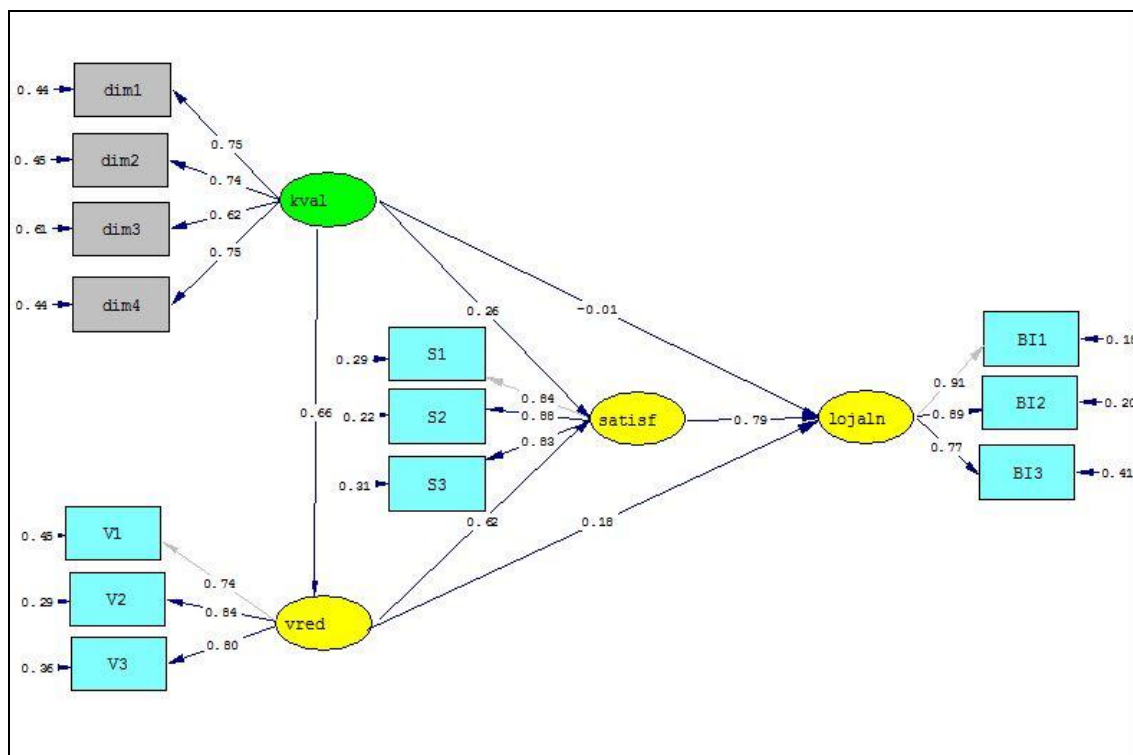 0.44
dim1
0.75
0.45
dim2
0.74
kval
0.61
dim3
0.62
0.75
0.44
dim4
0.26
-0.01
S1
0.29
BI1
0.18
0.84
0.91
0.66
S2
0.22
0.88
satisf
0.79
lojaln
0.89
BI2
0.20
0.83
0.77
S3
0.31
BI3
0.41
0.62
0.18
V1
0.45
0.74
V2
0.29
0.84
vred
0.80
V3
0.36